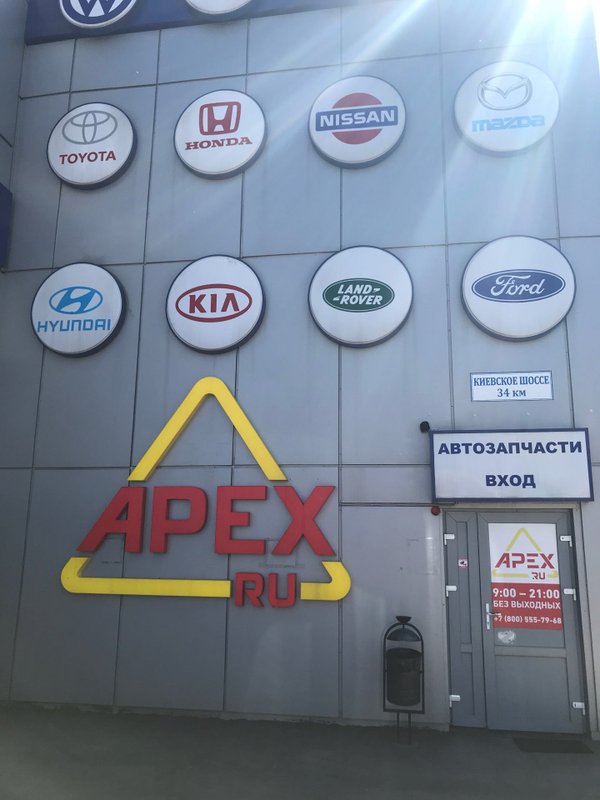 TOYOTA
HONDA
NISSAN
mazda
HYUNDAI
KIA
LAND-
-ROVER
Ford
КИЕВСКОЕ ШОССЕ
34 км
АВТОЗАПЧАСТИ
ВХОД
APEX
RU
APEX
RU
9:00 – 21:00
БЕЗ ВЫХОДНЫХ
+7 (800) 555-79-68